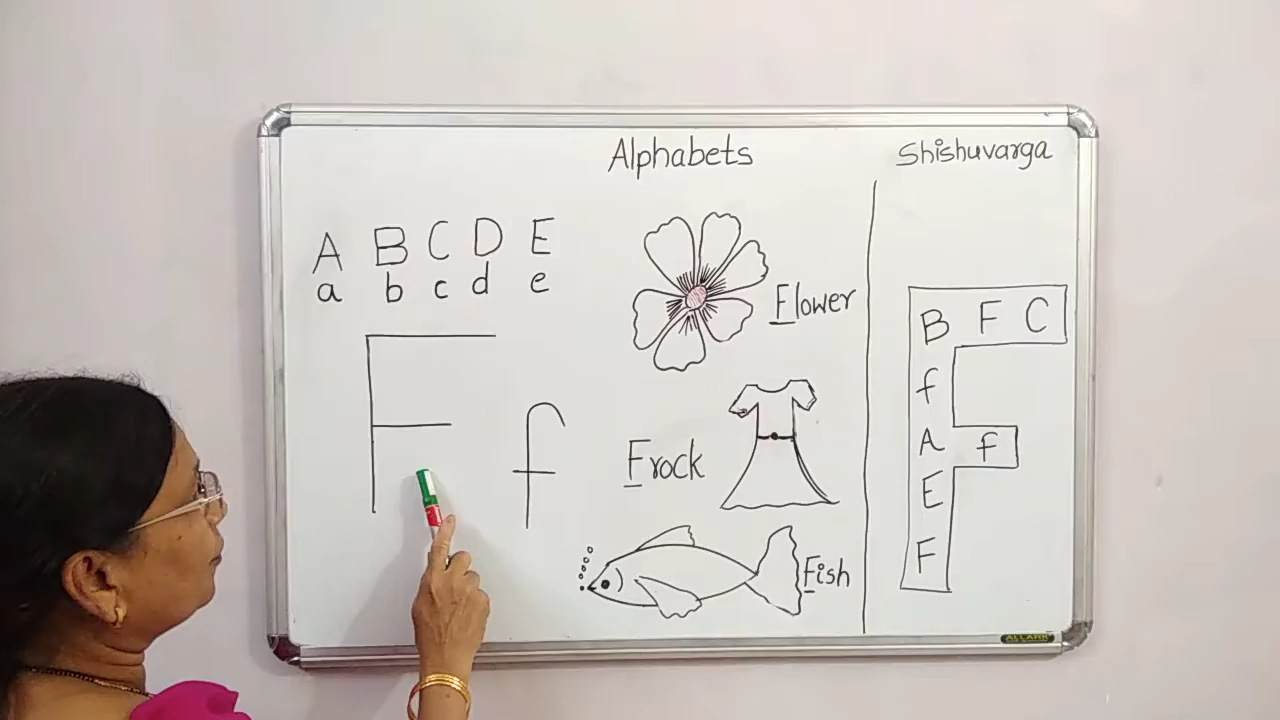 Alphabets
Shishuvarga
A B C D E
a b c d e
F f
Flower
Frock
Fish
B F C
f
A f
E
F
ALLARK